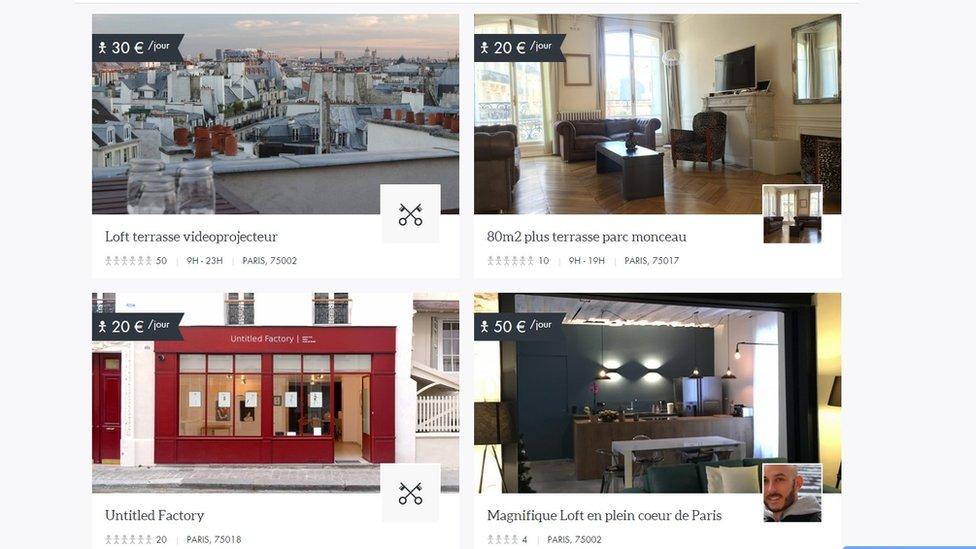 30 € /jour
20 € /jour
Loft terrasse videoprojecteur
80m2 plus terrasse parc monceau
50 | 9H - 23H | PARIS, 75002
10 | 9H - 19H | PARIS, 75017
20 € /jour
50 € /jour
Untitled Factory |
Untitled Factory
Magnifique Loft en plein coeur de Paris
20 | PARIS, 75018
4 | PARIS, 75002